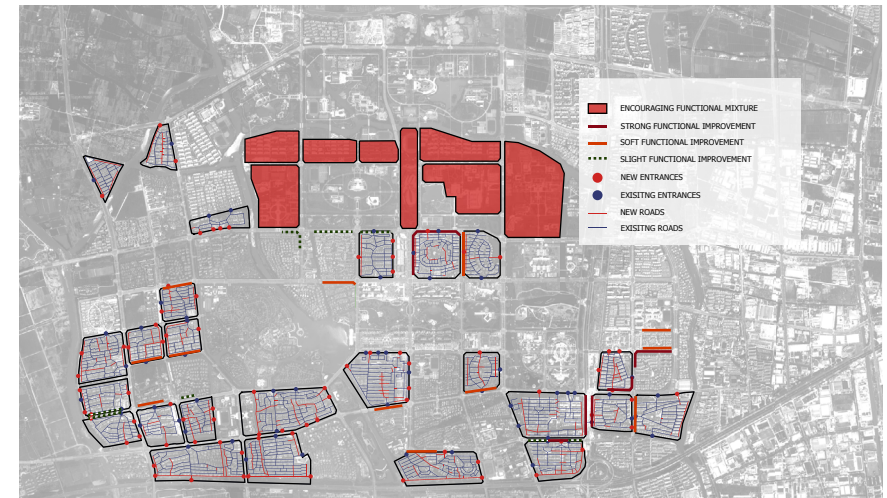 ENCOURAGING FUNCTIONAL MIXTURE
STRONG FUNCTIONAL IMPROVEMENT
SOFT FUNCTIONAL IMPROVEMENT
SLIGHT FUNCTIONAL IMPROVEMENT
NEW ENTRANCES
EXISITNG ENTRANCES
NEW ROADS
EXISITNG ROADS